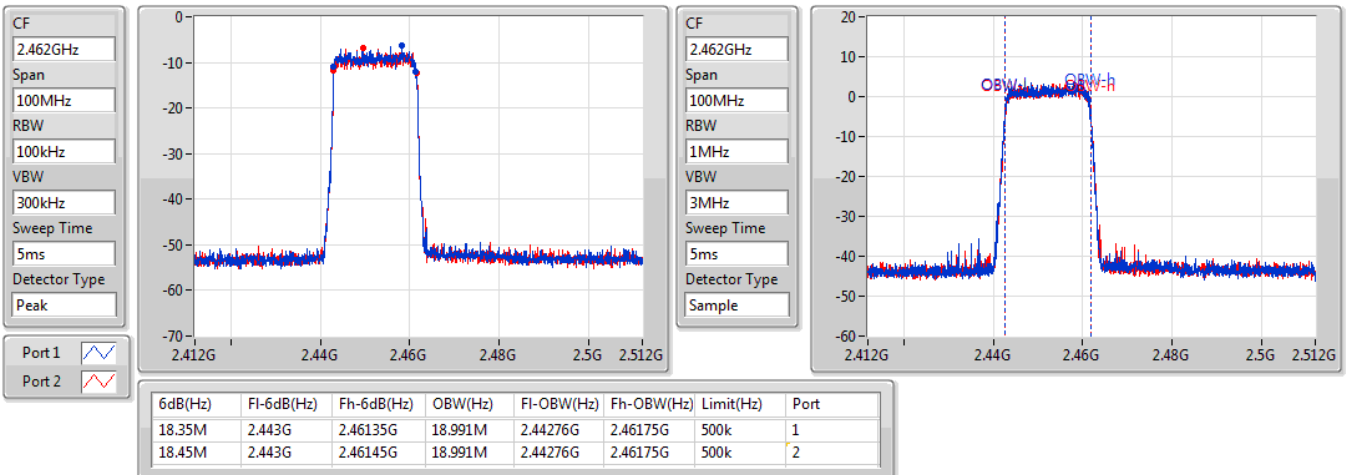 CF
2.462GHz
Span
100MHz
RBW
100kHz
VBW
300kHz
Sweep Time
5ms
Detector Type
Peak
Port 1
Port 2
0
-10
-20
-30
-40
-50
-60
-70
2.412G 2.44G 2.46G 2.48G 2.5G 2.512G
CF
2.462GHz
Span
100MHz
RBW
1MHz
VBW
3MHz
Sweep Time
5ms
Detector Type
Sample
20
10
0
-10
-20
-30
-40
-50
-60
OBW-h
OBW-h
2.412G 2.44G 2.46G 2.48G 2.5G 2.512G
6dB(Hz) Fl-6dB(Hz) Fh-6dB(Hz) OBW(Hz) Fl-OBW(Hz) Fh-OBW(Hz) Limit(Hz) Port
18.35M 2.443G 2.46135G 18.991M 2.44276G 2.46175G 500k 1
18.45M 2.443G 2.46145G 18.991M 2.44276G 2.46175G 500k 2